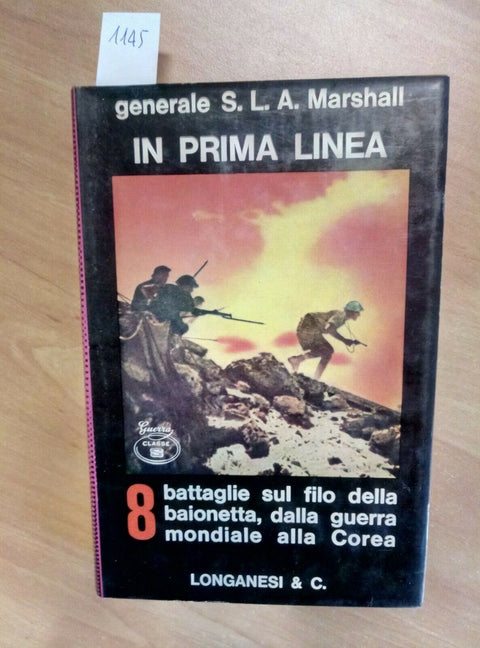 1145
generale S. L. A. Marshall
IN PRIMA LINEA
Guerra
CLASSE
S
8 battaglie sul filo della
baionetta, dalla guerra
mondiale alla Corea
LONGANESI & C.